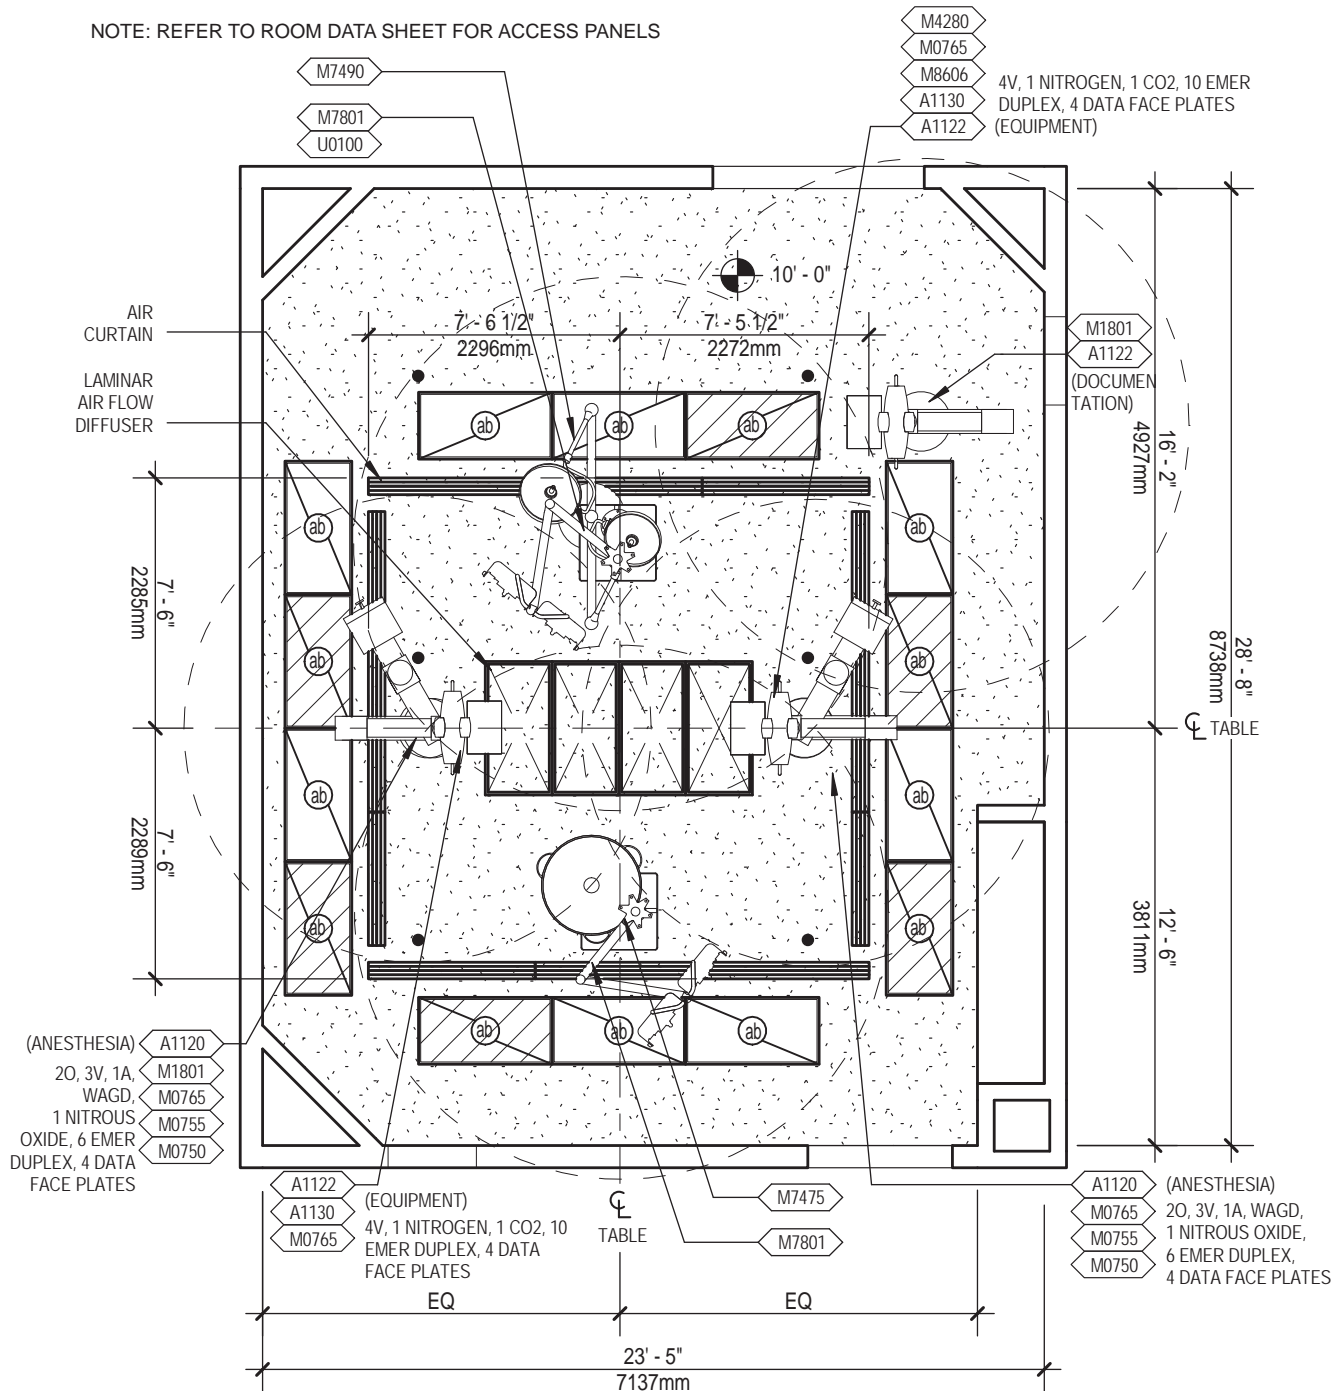 NOTE: REFER TO ROOM DATA SHEET FOR ACCESS PANELS
M7490
M7801
U0100
M4280
M0765
M8606
A1130
A1122
4V, 1 NITROGEN, 1 CO2, 10 EMER
DUPLEX, 4 DATA FACE PLATES
(EQUIPMENT)
10' - 0"
AIR
CURTAIN
7' - 6 1/2"
2296mm
7' - 5 1/2"
2272mm
M1801
A1122
(DOCUMEN
TATION)
LAMINAR
AIR FLOW
DIFFUSER
ab
ab
ab
16' - 2"
4927mm
ab
ab
7' - 6"
2285mm
ab
ab
28' - 8"
8738mm
CL TABLE
ab
ab
7' - 6"
2289mm
12' - 6"
3811mm
ab
ab
ab
ab
ab
(ANESTHESIA)
A1120
M1801
M0765
M0755
M0750
2O, 3V, 1A,
WAGD,
1 NITROUS
OXIDE, 6 EMER
DUPLEX, 4 DATA
FACE PLATES
A1122
A1130
M0765
(EQUIPMENT)
4V, 1 NITROGEN, 1 CO2, 10
EMER DUPLEX, 4 DATA
FACE PLATES
CL
TABLE
M7475
M7801
A1120
M0765
M0755
M0750
(ANESTHESIA)
2O, 3V, 1A, WAGD,
1 NITROUS OXIDE,
6 EMER DUPLEX,
4 DATA FACE PLATES
EQ
EQ
23' - 5"
7137mm